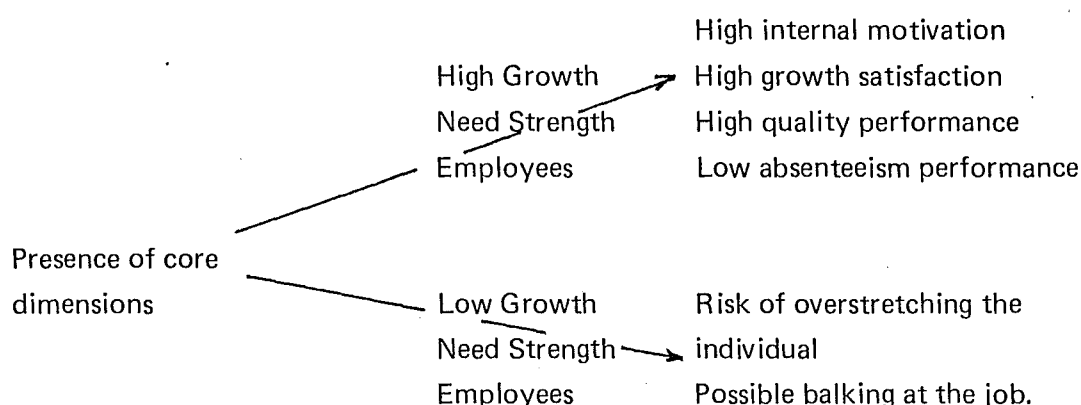 High internal motivation
High Growth
High growth satisfaction
Need Strength
High quality performance
Employees
Low absenteeism performance
Presence of core
dimensions
Low Growth
Risk of overstretching the
Need Strength
individual
Employees
Possible balking at the job.